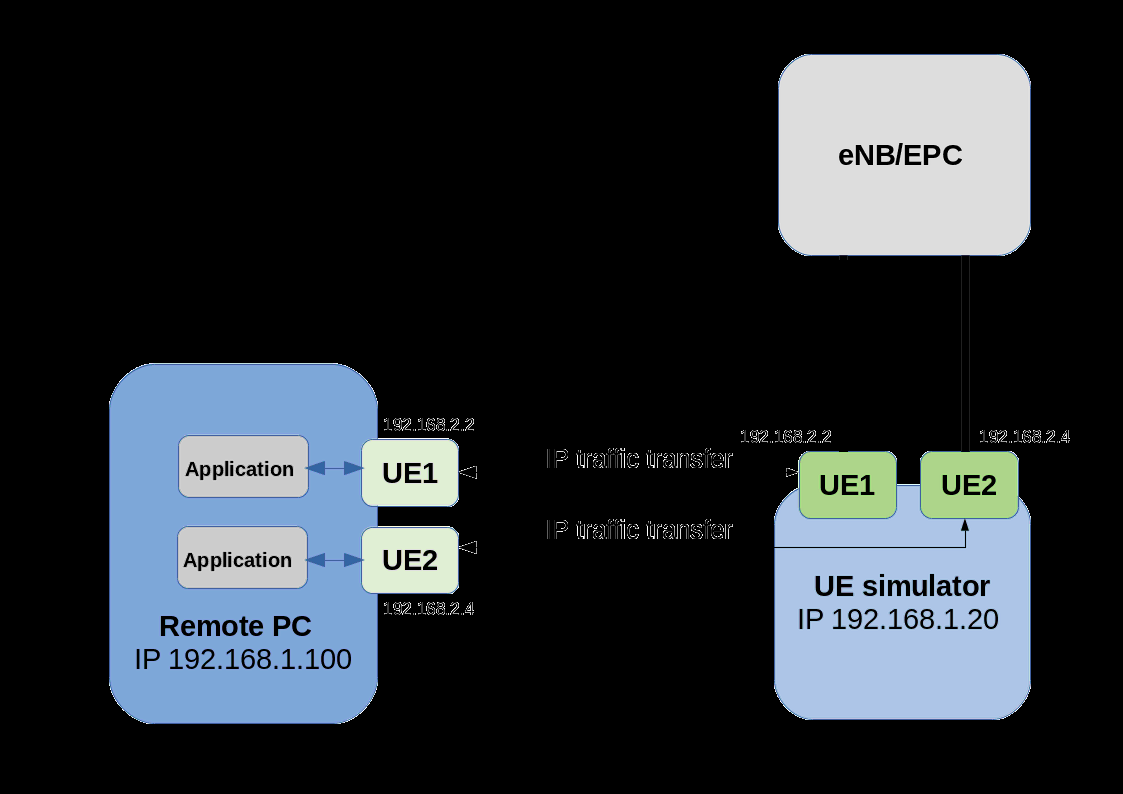 eNB/EPC
192.168.2.2
192.168.2.2
192.168.2.4
Application
UE1
IP traffic transfer
UE1
UE2
IP traffic transfer
Application
UE2
192.168.2.4
UE simulator
IP 192.168.1.20
Remote PC
IP 192.168.1.100